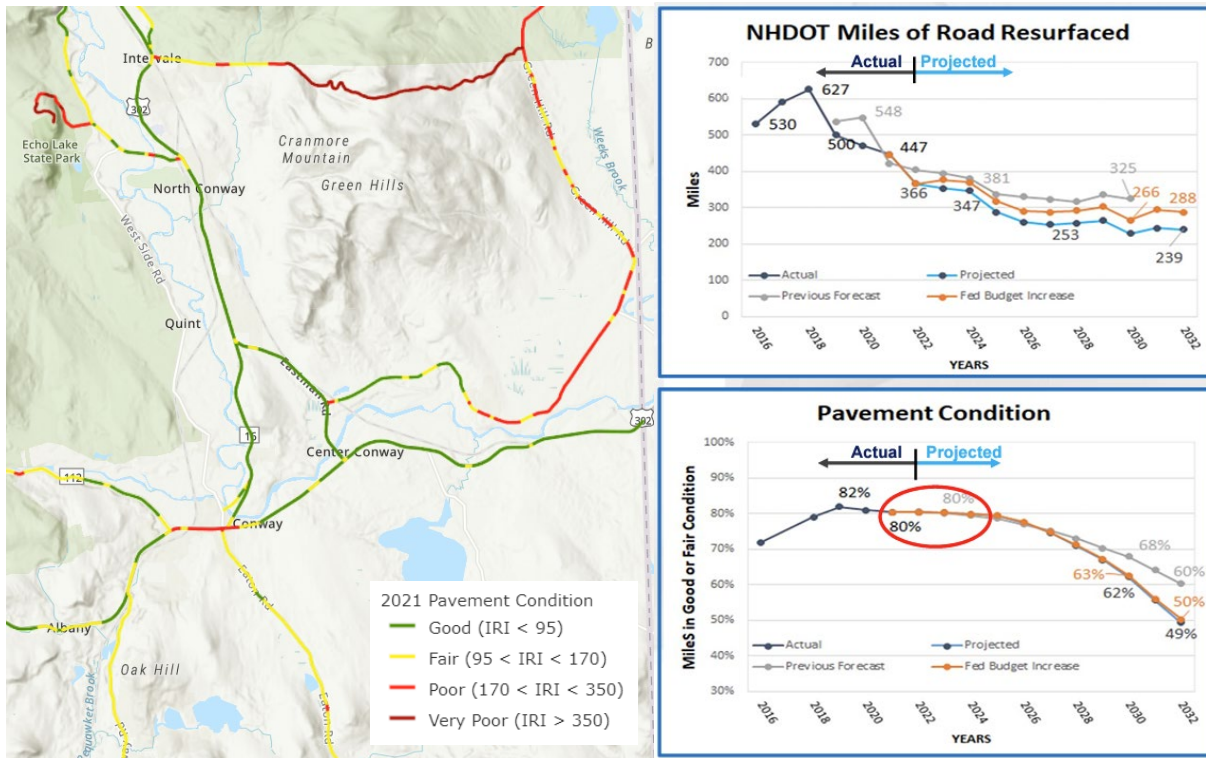 Intervale
302
Echo Lake
State Park
Cranmore
Mountain
Green Hills
North Conway
West Side Rd
Green Hill Rd
Weeks Brook
Green Hill Rd
B
Quint
Eastman Rd
16
302
Center Conway
112
Conway
Eaton Rd
Albany
Oak Hill
Pequawket Brook
Eaton Rd
2021 Pavement Condition
Good (IRI < 95)
Fair (95 < IRI < 170)
Poor (170 < IRI < 350)
Very Poor (IRI > 350)
NHDOT Miles of Road Resurfaced
Actual Projected
Miles
700
600
500
400
300
200
100
0
627
530
548
500
447
381
366
347
325
266
288
253
239
Actual
Projected
Previous Forecast
Fed Budget Increase
2016
2018
2020
2022
2024
2026
2028
2030
2032
YEARS
Pavement Condition
Actual Projected
MileS in Good or Fair Condition
100%
90%
80%
70%
60%
50%
40%
30%
82%
80%
80%
68%
60%
63%
62%
50%
49%
Actual
Projected
Previous Forecast
Fed Budget Increase
2016
2018
2020
2022
2024
2026
2028
2030
2032
YEARS